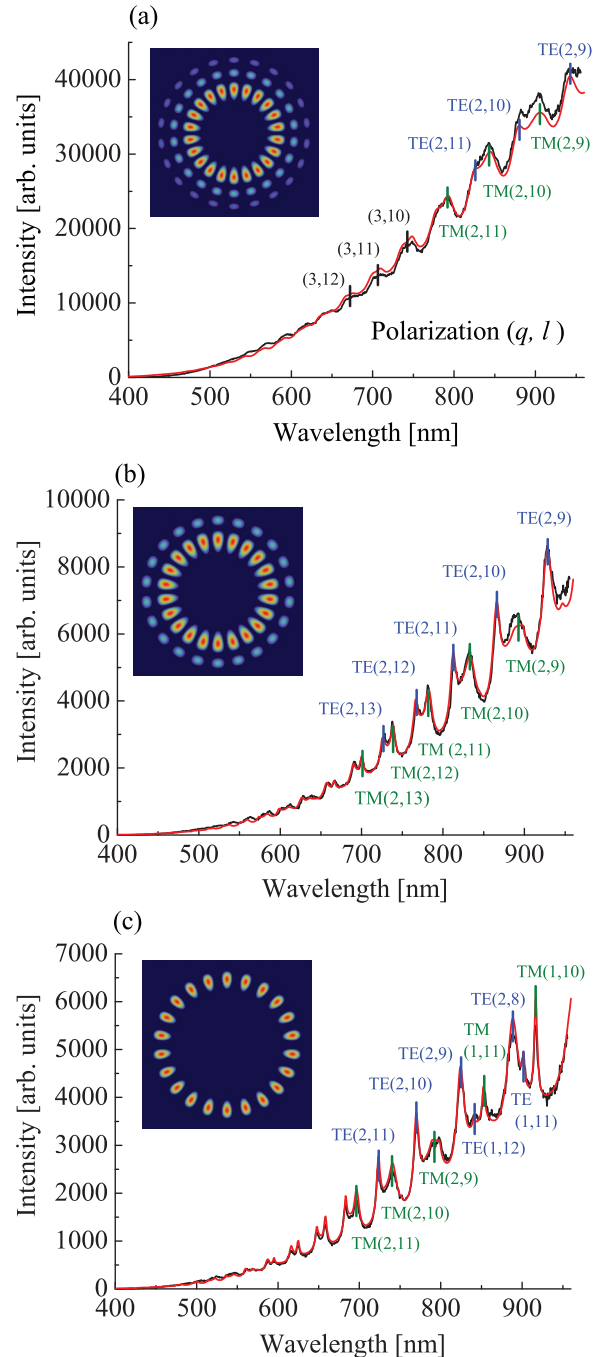 (a)
Intensity [arb. units]
40000
30000
20000
10000
0
TE(2,9)
TE(2,10)
TE(2,11)
TM(2,9)
TM(2,10)
TM(2,11)
(3,10)
(3,11)
(3,12)
Polarization (q, l )
400 500 600 700 800 900
Wavelength [nm]
(b)
Intensity [arb. units]
10000
8000
6000
4000
2000
0
TE(2,9)
TE(2,10)
TE(2,11)
TE(2,12)
TE(2,13)
TM(2,9)
TM(2,10)
TM (2,11)
TM(2,12)
TM(2,13)
400 500 600 700 800 900
Wavelength [nm]
(c)
Intensity [arb. units]
7000
6000
5000
4000
3000
2000
1000
0
TM(1,10)
TE(2,8)
TM
(1,11)
TE(2,9)
TE(2,10)
TE
(1,11)
TE(1,12)
TE(2,11)
TM(2,9)
TM(2,10)
TM(2,11)
400 500 600 700 800 900
Wavelength [nm]